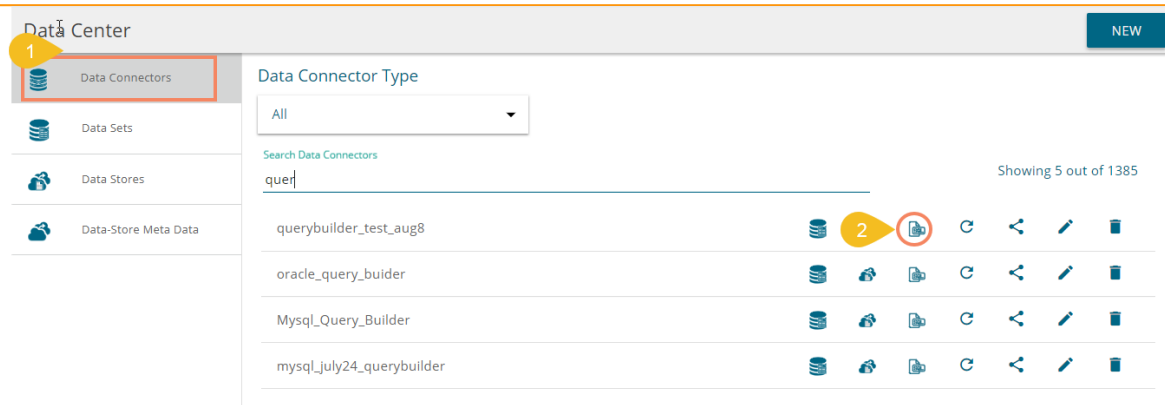 Data Center
NEW
1
Data Connectors
Data Sets
Data Stores
Data-Store Meta Data
Data Connector Type
All
Search Data Connectors
quer
Showing 5 out of 1385
querybuilder_test_aug8
2
oracle_query_buider
Mysql_Query_Builder
mysql_july24_querybuilder